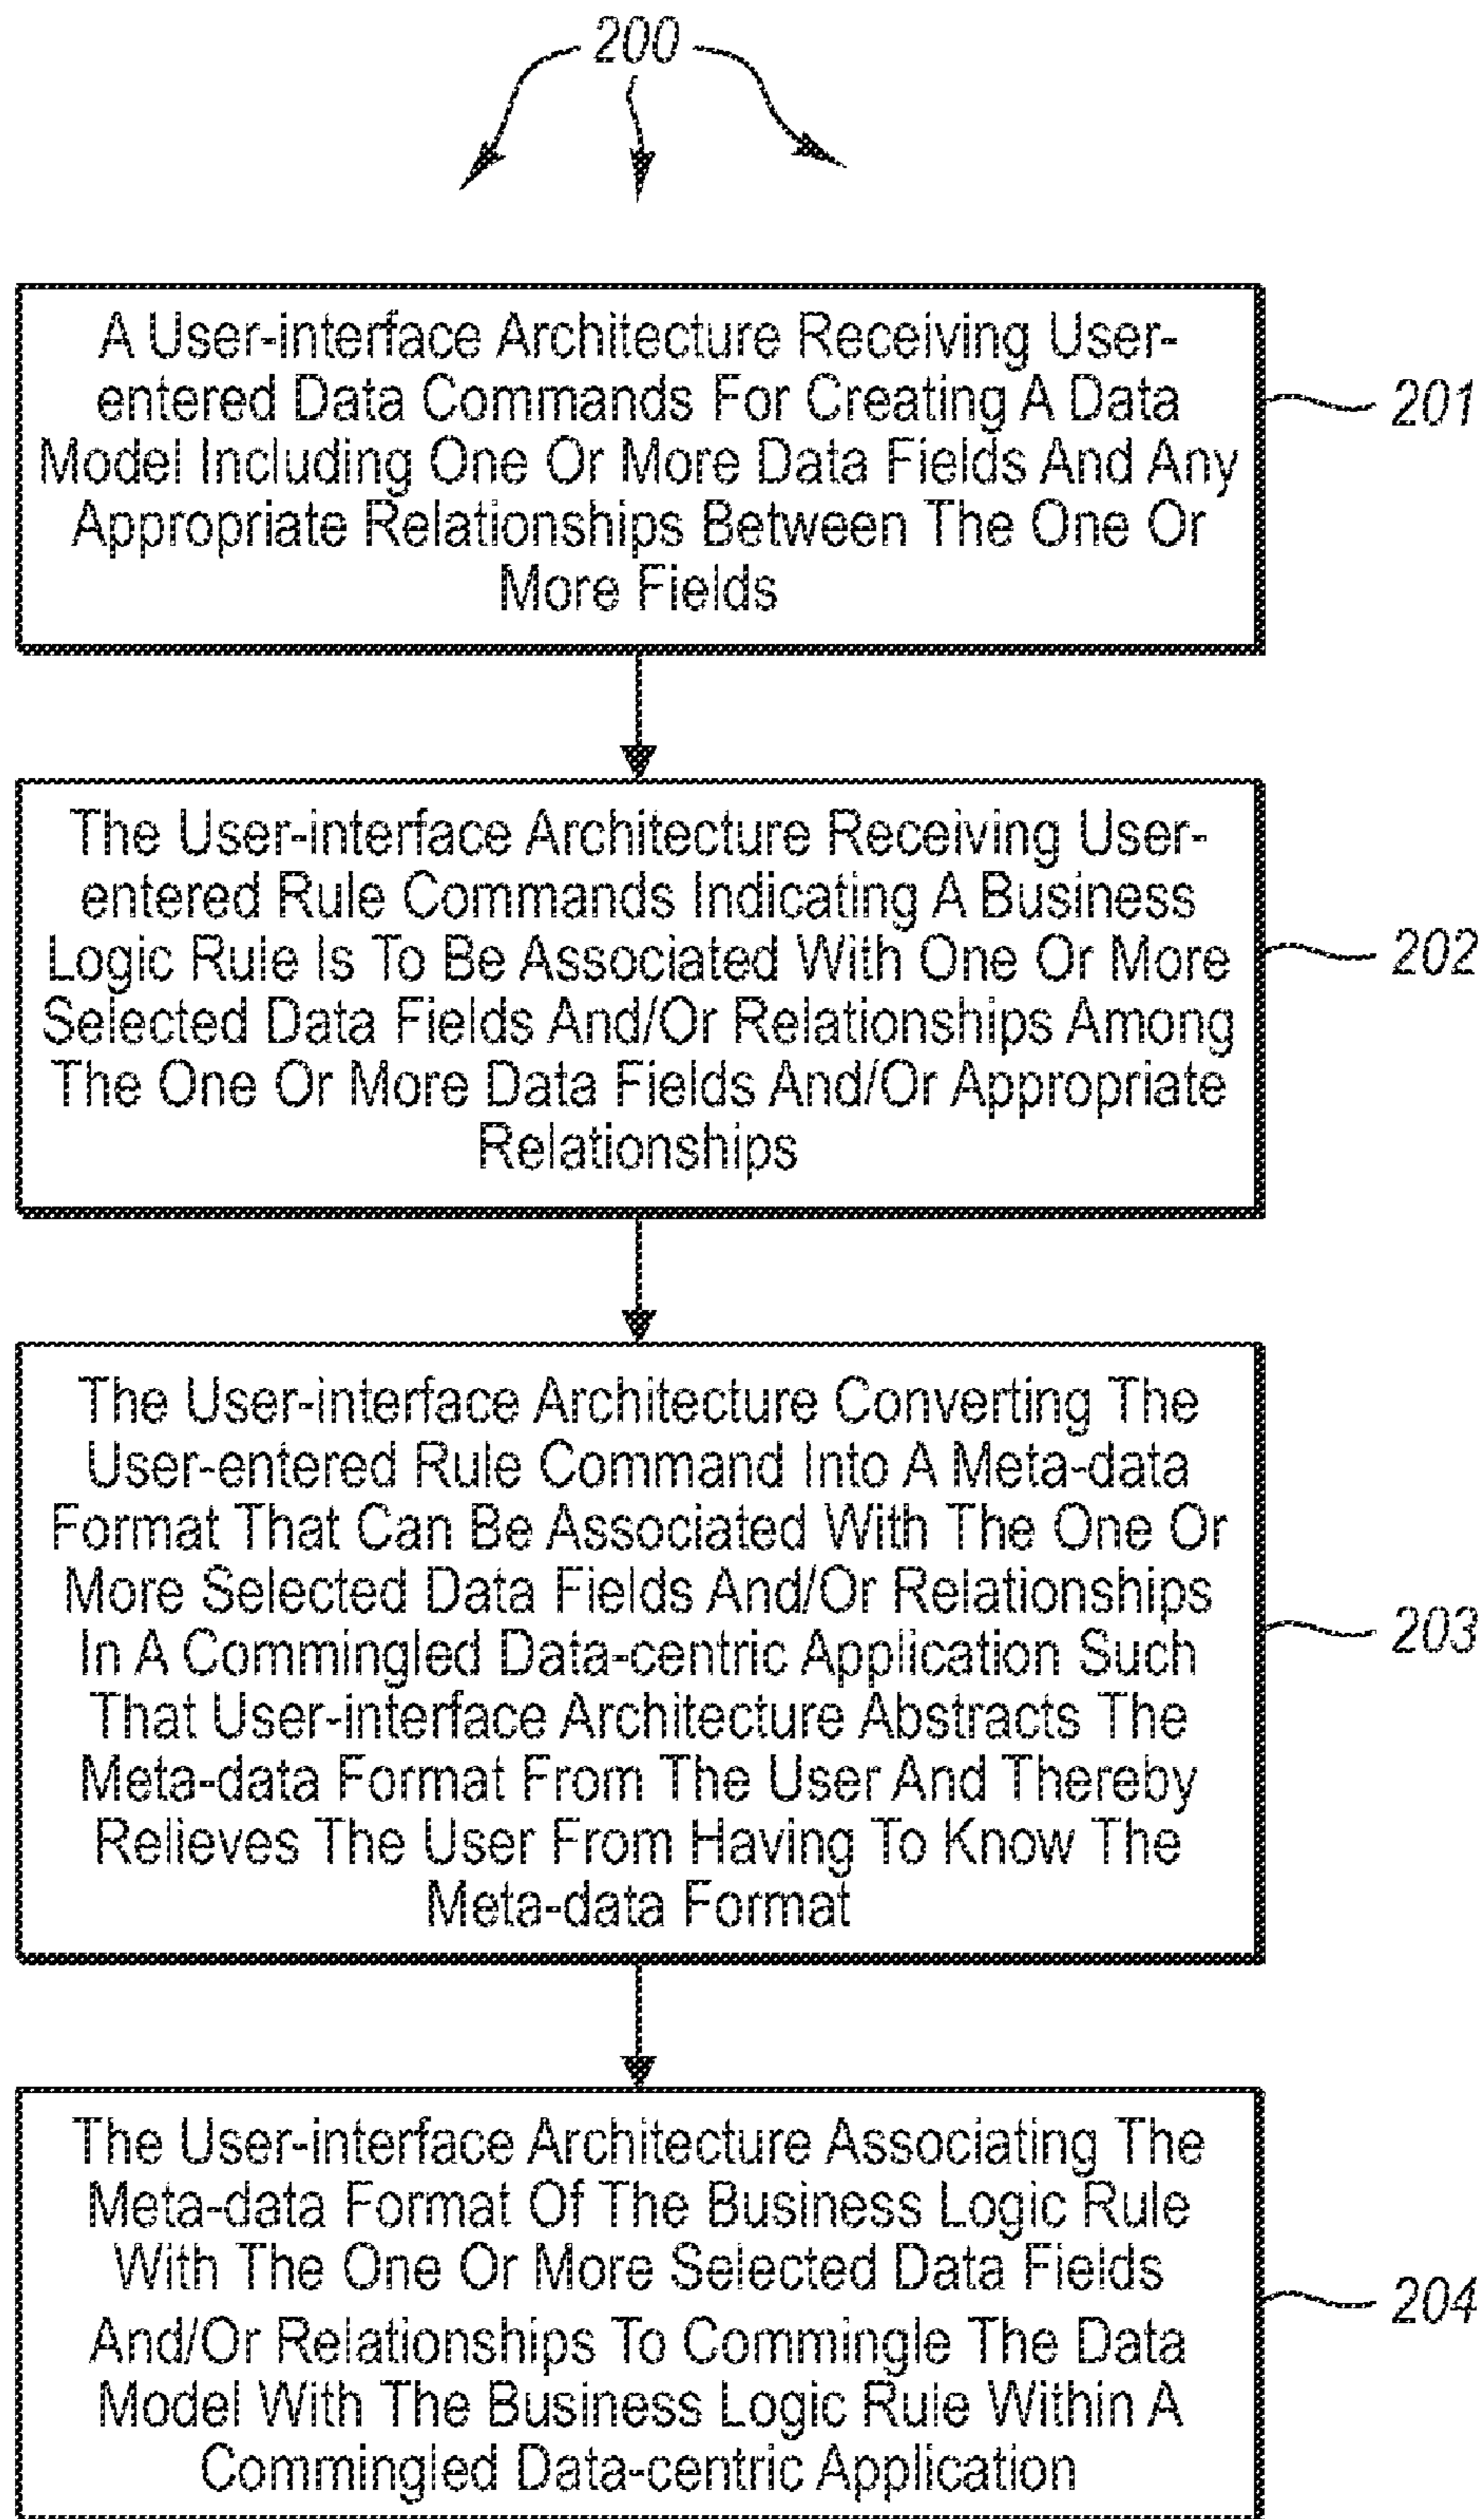 200
A User-interface Architecture Receiving User-
entered Data Commands For Creating A Data
Model Including One Or More Data Fields And Any
Appropriate Relationships Between The One Or
More Fields
201
The User-interface Architecture Receiving User-
entered Rule Commands Indicating A Business
Logic Rule Is To Be Associated With One Or More
Selected Data Fields And/Or Relationships Among
The One Or More Data Fields And/Or Appropriate
Relationships
202
The User-interface Architecture Converting The
User-entered Rule Command Into A Meta-data
Format That Can Be Associated With The One Or
More Selected Data Fields And/Or Relationships
In A Commingled Data-centric Application Such
That User-interface Architecture Abstracts The
Meta-data Format From The User And Thereby
Relieves The User From Having To Know The
Meta-data Format
203
The User-interface Architecture Associating The
Meta-data Format Of The Business Logic Rule
With The One Or More Selected Data Fields
And/Or Relationships To Commingle The Data
Model With The Business Logic Rule Within A
Commingled Data-centric Application
204